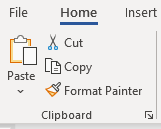 File Home Insert
Cut
Copy
Paste
Format Painter
Clipboard